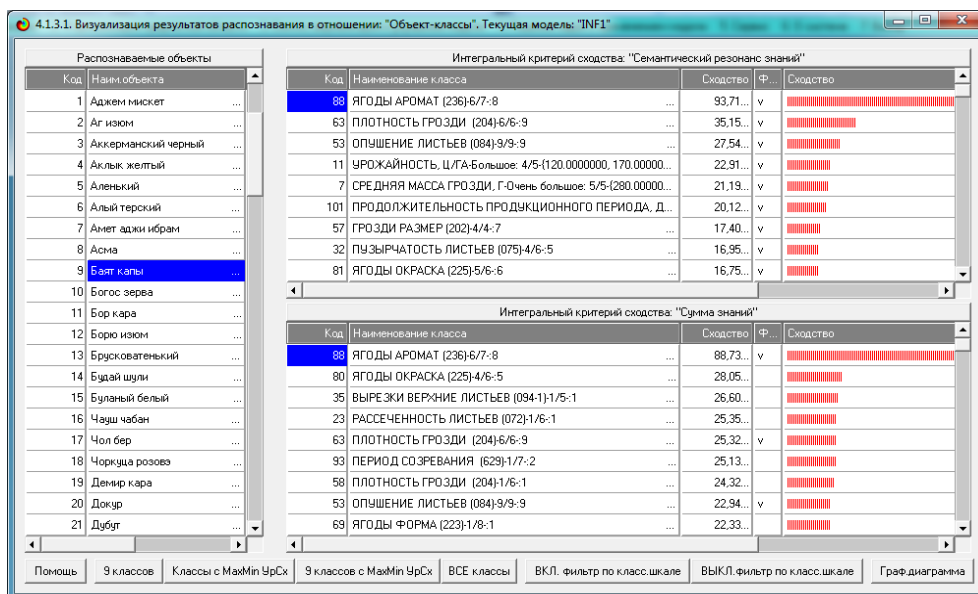 4.1.3.1. Визуализация результатов распознавания в отношении: "Объект-классы". Текущая модель: "INF1"
Распознаваемые объекты
Код Наим.объекта
1 Аджем мискет ...
2 Аг изюм ...
3 Аккерманский черный ...
4 Аклык желтый ...
5 Аленький ...
6 Алый терский ...
7 Амет аджи ибрам ...
8 Асма ...
9 Баят капы ...
10 Богос зерва ...
11 Бор кара ...
12 Борю изюм ...
13 Брусковатенький ...
14 Будай шули ...
15 Буланый белый ...
16 Чауш чабан ...
17 Чол бер ...
18 Чоркуца розовэ ...
19 Демир кара ...
20 Докур ...
21 Дубут ...
Интегральный критерий сходства: "Семантический резонанс знаний"
Код Наименование класса Сходство Ф... Сходство
88 ЯГОДЫ АРОМАТ (236)-6/7-:8 ... 93,71... v
63 ПЛОТНОСТЬ ГРОЗДИ (204)-6/6-:9 ... 35,15... v
53 ОПУШЕНИЕ ЛИСТЬЕВ (084)-9/9-:9 ... 27,54... v
11 УРОЖАЙНОСТЬ, Ц/ГА-Большое: 4/5-{120.0000000, 170.00000... 22,91... v
7 СРЕДНЯЯ МАССА ГРОЗДИ, Г-Очень большое: 5/5-{280.00000... 21,19... v
101 ПРОДОЛЖИТЕЛЬНОСТЬ ПРОДУКЦИОННОГО ПЕРИОДА, Д... 20,12... v
57 ГРОЗДИ РАЗМЕР (202)-4/4-:7 ... 17,40... v
32 ПУЗЫРЧАТОСТЬ ЛИСТЬЕВ (075)-4/6-:5 ... 16,95... v
81 ЯГОДЫ ОКРАСКА (225)-5/6-:6 ... 16,75... v
Интегральный критерий сходства: "Сумма знаний"
Код Наименование класса Сходство Ф... Сходство
88 ЯГОДЫ АРОМАТ (236)-6/7-:8 ... 88,73... v
80 ЯГОДЫ ОКРАСКА (225)-4/6-:5 ... 28,05...
35 ВЫРЕЗКИ ВЕРХНИЕ ЛИСТЬЕВ (094-1)-1/5-:1 ... 26,60...
23 РАССЕЧЕННОСТЬ ЛИСТЬЕВ (072)-1/6-:1 ... 25,35...
63 ПЛОТНОСТЬ ГРОЗДИ (204)-6/6-:9 ... 25,32... v
93 ПЕРИОД СОЗРЕВАНИЯ (629)-1/7-:2 ... 25,13...
58 ПЛОТНОСТЬ ГРОЗДИ (204)-1/6-:1 ... 24,32...
53 ОПУШЕНИЕ ЛИСТЬЕВ (084)-9/9-:9 ... 22,94... v
69 ЯГОДЫ ФОРМА (223)-1/8-:1 ... 22,33...
Помощь 9 классов Классы с MaxMin УрСх 9 классов с MaxMin УрСх ВСЕ классы ВКЛ. фильтр по класс.шкале ВЫКЛ.фильтр по класс.шкале Граф.диаграмма